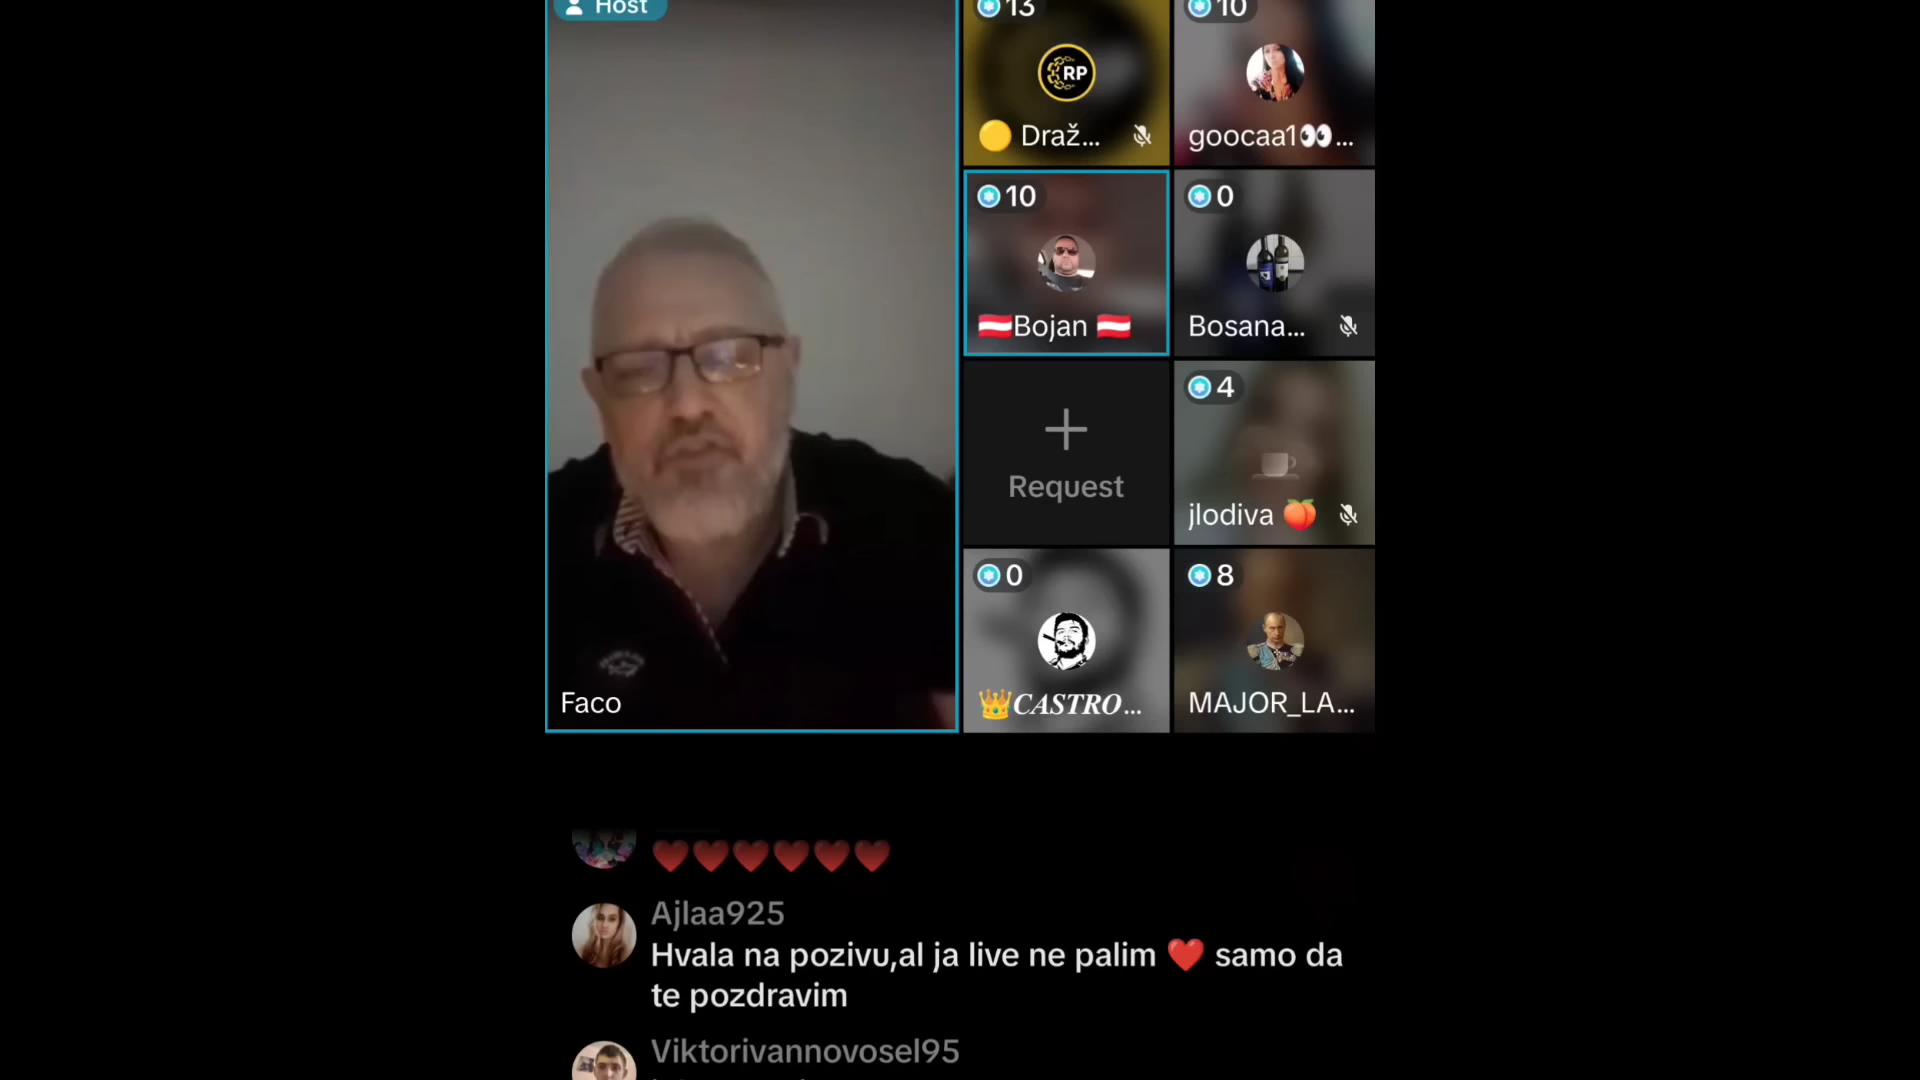 Host
13
10
RP
🟡 Draž...
goocaa1👀...
10
0
🇦🇹Bojan 🇦🇹
Bosana...
4
Request
jlodiva 🍑
0
8
Faco
👑CASTRO...
MAJOR_LA...
❤️❤️❤️❤️❤️❤️
Ajlaa925
Hvala na pozivu,al ja live ne palim ❤️ samo da
te pozdravim
Viktorivannovosel95